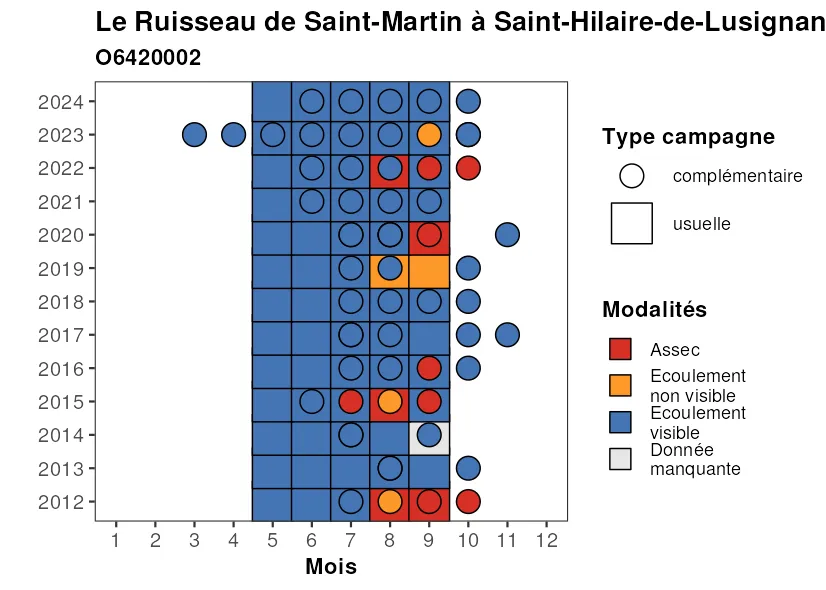 Le Ruisseau de Saint-Martin à Saint-Hilaire-de-Lusignan
O6420002
2024
2023
2022
2021
2020
2019
2018
2017
2016
2015
2014
2013
2012
1 2 3 4 5 6 7 8 9 10 11 12
Mois
Type campagne
complémentaire
usuelle
Modalités
Assec
Ecoulement
non visible
Ecoulement
visible
Donnée
manquante